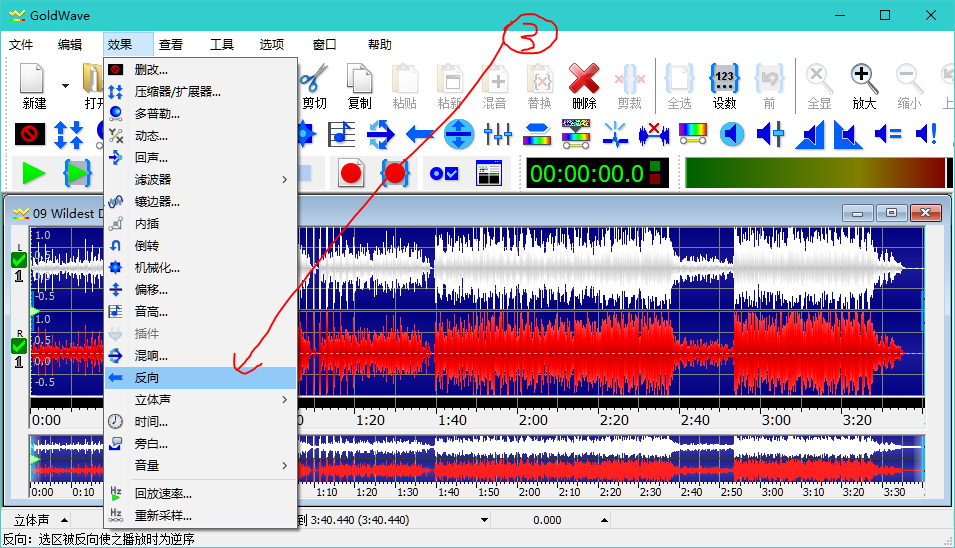 GoldWave
文件 编辑 效果 查看 工具 选项 窗口 帮助
③
新建 打开 剪切 复制 粘贴 粘新 混音 替换 删除 剪裁 全选 设数 前 全显 放大 缩小 上
123
00:00:00.0
删改...
压缩器/扩展器...
多普勒...
动态...
回声...
滤波器
镶边器...
内插
倒转
机械化...
偏移...
音高...
插件
混响...
反向
立体声
时间...
旁白...
音量
Hz 回放速率...
Hz 重新采样...
09 Wildest D
L
1
1.0
0.5
0.0
-0.5
R
1
1.0
0.5
0.0
-0.5
0:00 0 1:20 1:40 2:00 2:20 2:40 3:00 3:20
0:00 0:10 1:10 1:20 1:30 1:40 1:50 2:00 2:10 2:20 2:30 2:40 2:50 3:00 3:10 3:20 3:30
立体声 到 3:40.440 (3:40.440) 0.000
反向: 选区被反向使之播放时为逆序